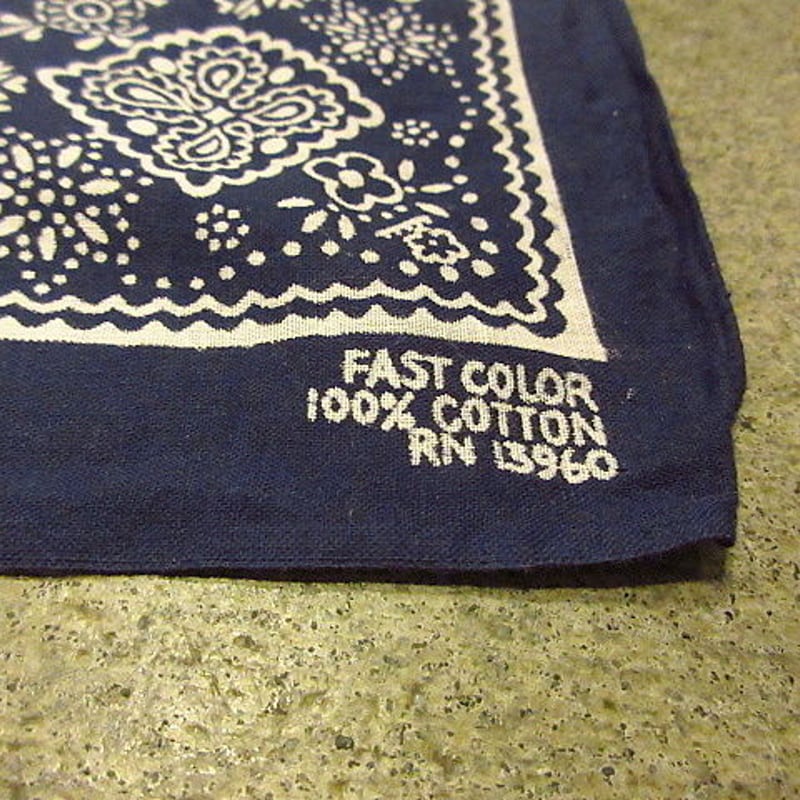 FAST COLOR
100% COTTON
RN 13960